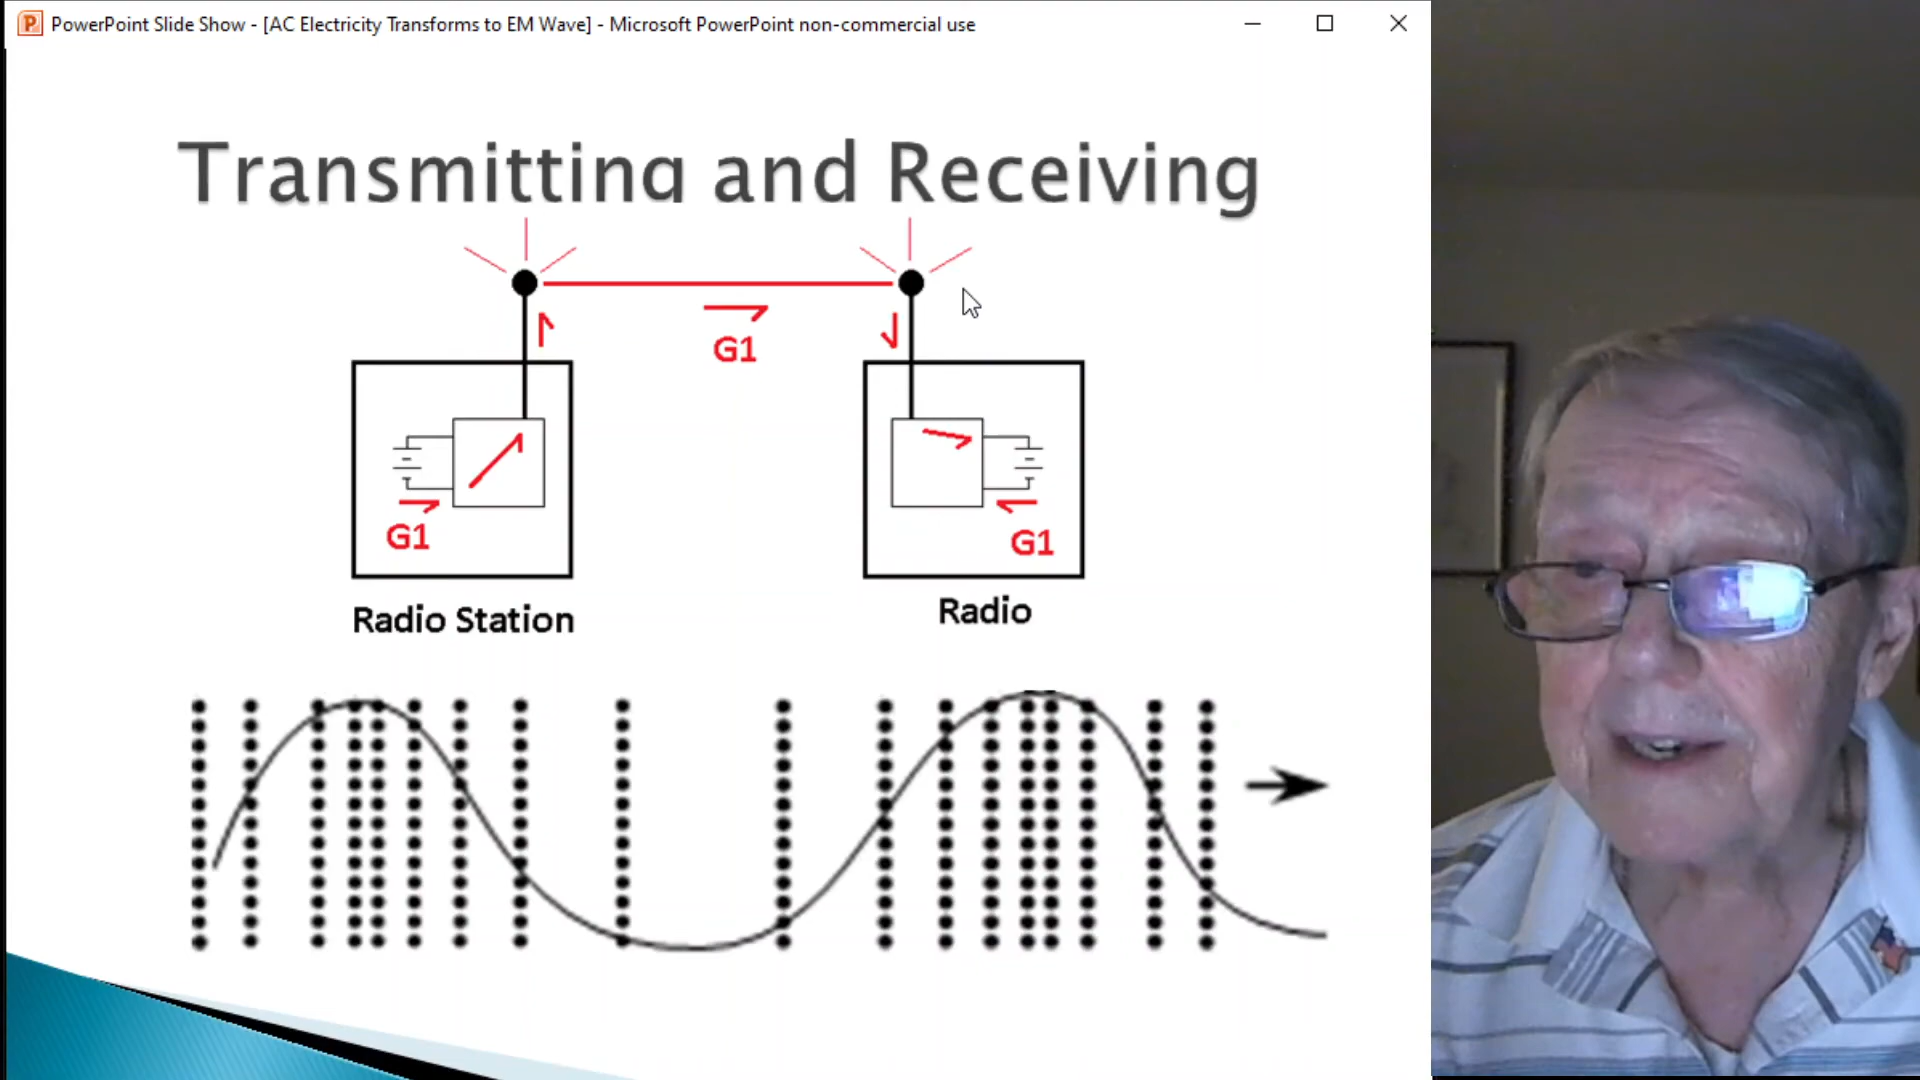 PowerPoint Slide Show - [AC Electricity Transforms to EM Wave] - Microsoft PowerPoint non-commercial use
Transmitting and Receiving
G1
G1
G1
Radio Station
Radio